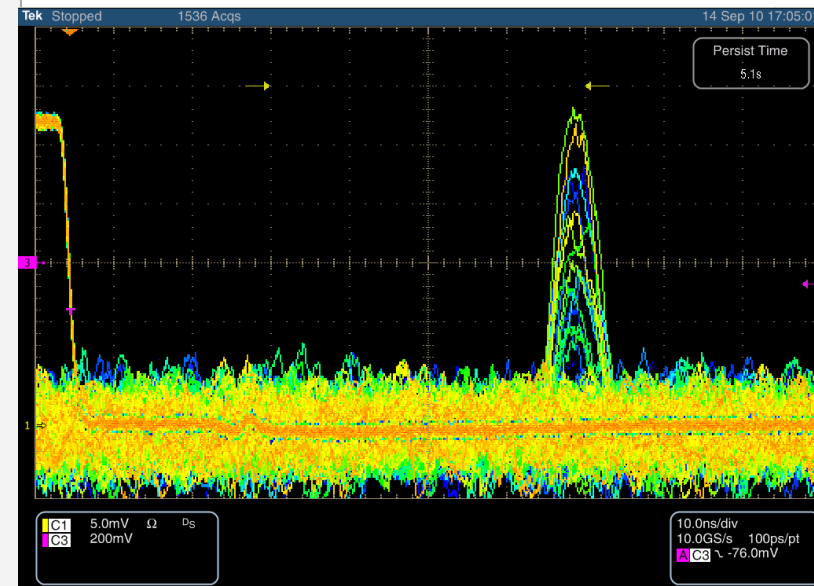 Tek Stopped 1536 Acqs 14 Sep 10 17:05:0
Persist Time
5.1s
3
1
C1 5.0mV Ω Ds
C3 200mV
10.0ns/div
10.0GS/s 100ps/pt
A C3 -76.0mV